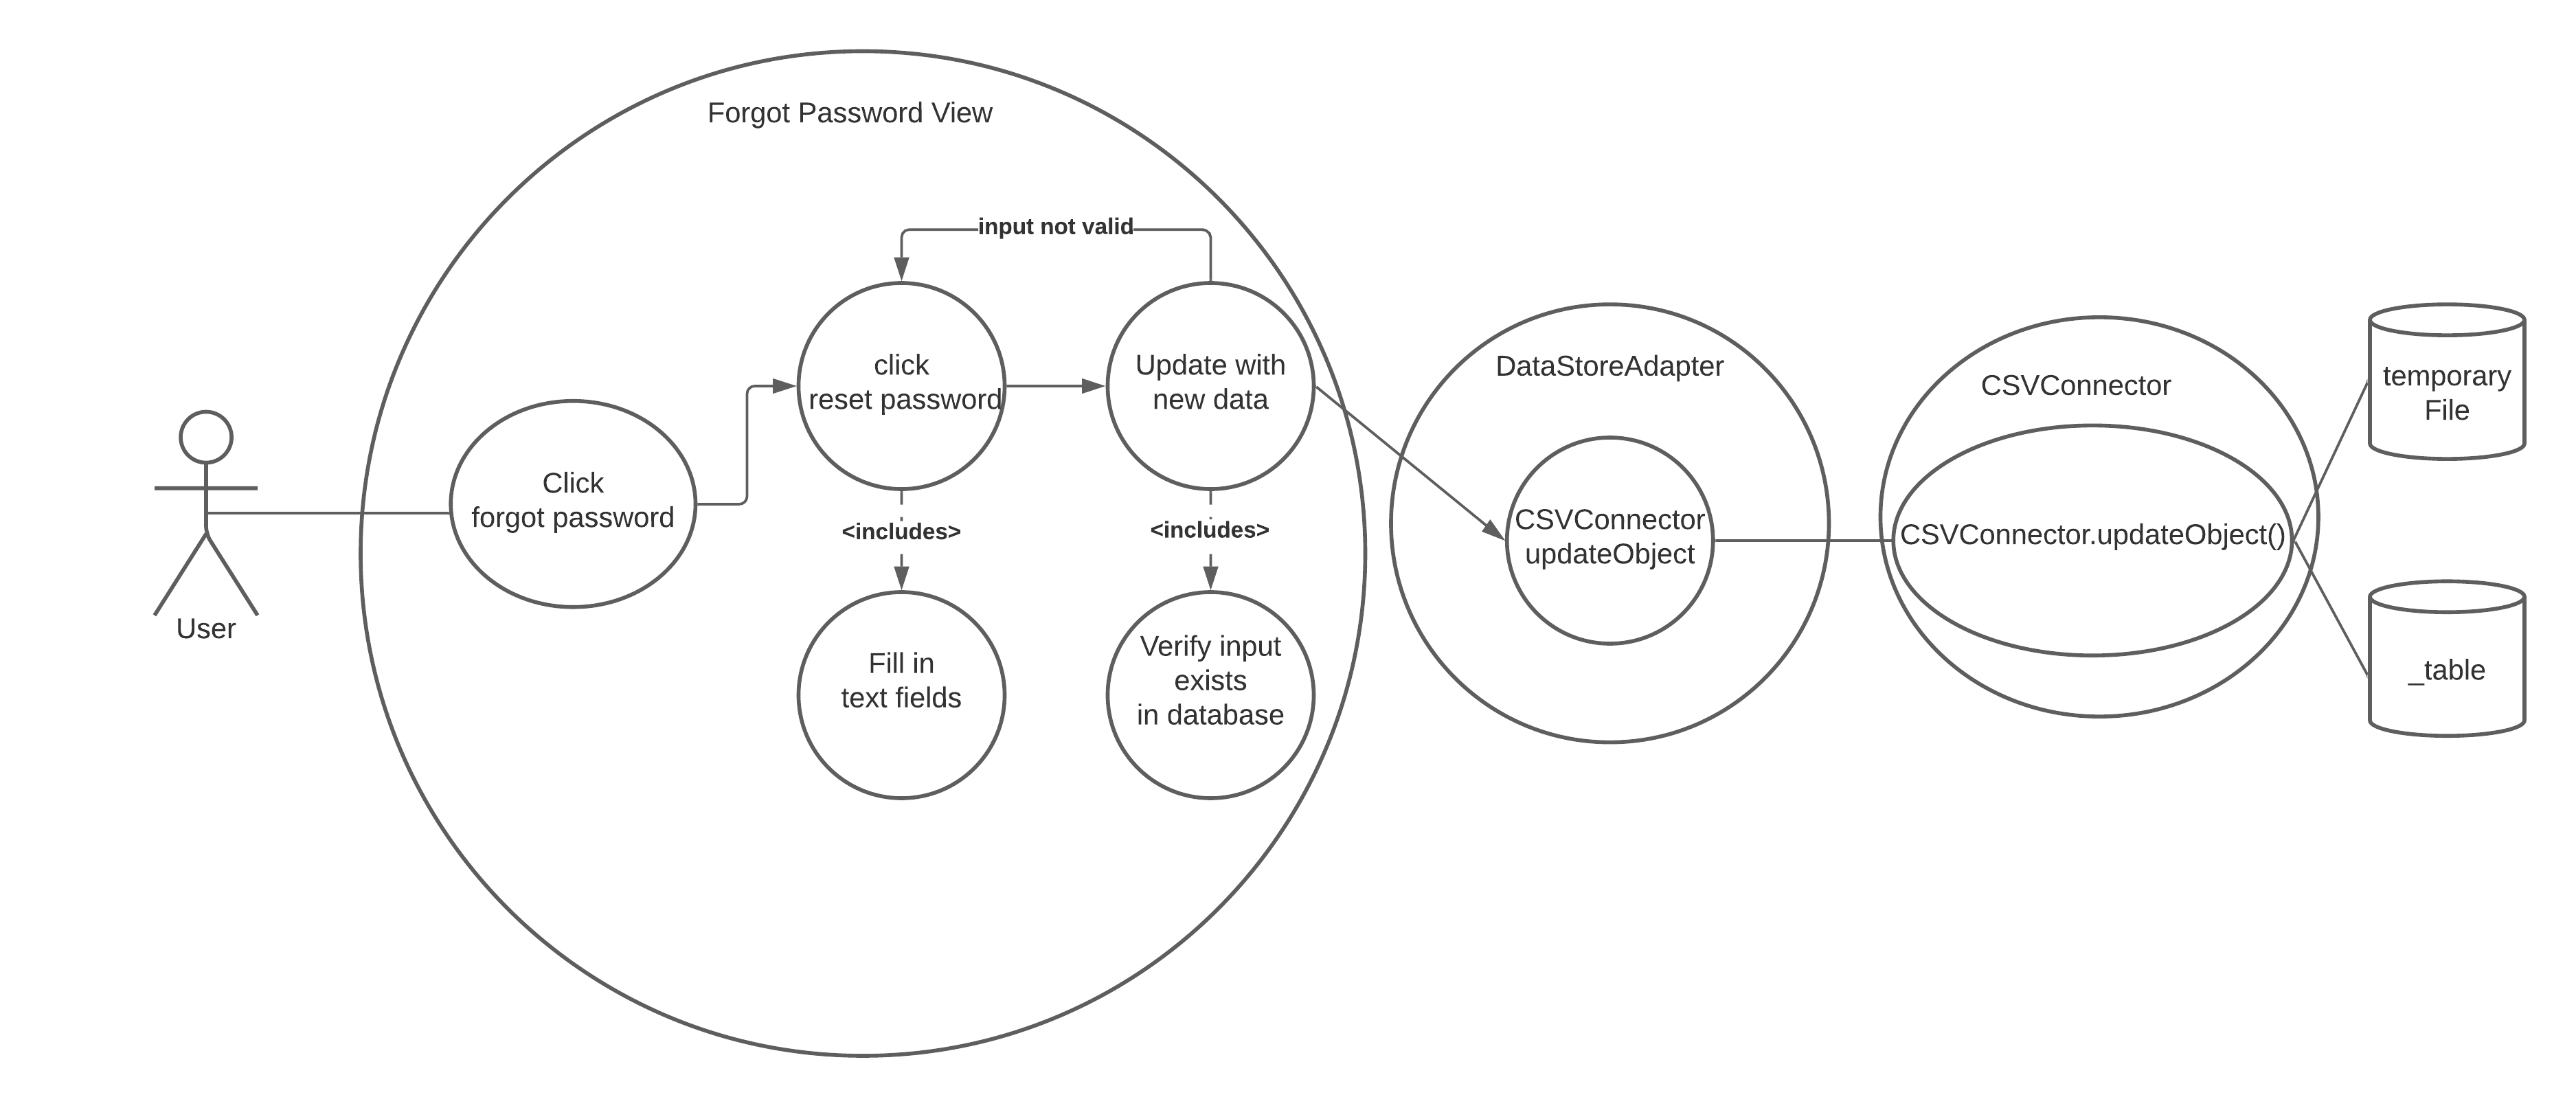 Forgot Password View
input not valid
click
reset password
Update with
new data
Click
forgot password
<includes>
<includes>
Fill in
text fields
Verify input
exists
in database
User
DataStoreAdapter
CSVConnector
updateObject
CSVConnector
CSVConnector.updateObject()
temporary
File
_table